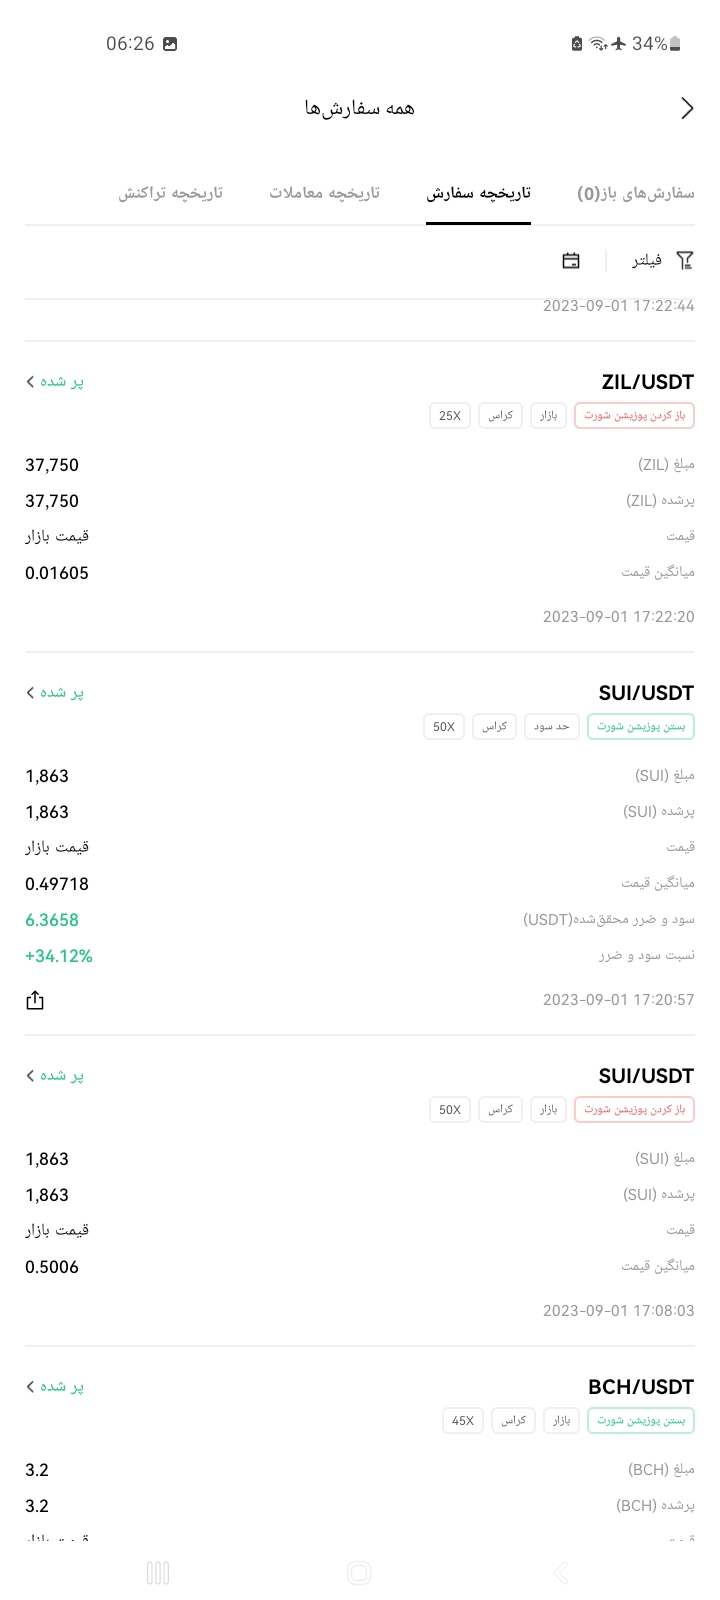 06:26 34%
همه سفارش‌ها
سفارش‌های باز(0) تاریخچه سفارش تاریخچه معاملات تاریخچه تراکنش
فیلتر
2023-09-01 17:22:44
ZIL/USDT پر شده
باز کردن پوزیشن شورت بازار کراس 25X
مبلغ (ZIL) 37,750
پرشده (ZIL) 37,750
قیمت قیمت بازار
میانگین قیمت 0.01605
2023-09-01 17:22:20
SUI/USDT پر شده
بستن پوزیشن شورت حد سود کراس 50X
مبلغ (SUI) 1,863
پرشده (SUI) 1,863
قیمت قیمت بازار
میانگین قیمت 0.49718
سود و ضرر محقق‌شده(USDT) 6.3658
نسبت سود و ضرر +34.12%
2023-09-01 17:20:57
SUI/USDT پر شده
باز کردن پوزیشن شورت بازار کراس 50X
مبلغ (SUI) 1,863
پرشده (SUI) 1,863
قیمت قیمت بازار
میانگین قیمت 0.5006
2023-09-01 17:08:03
BCH/USDT پر شده
بستن پوزیشن شورت بازار کراس 45X
مبلغ (BCH) 3.2
پرشده (BCH) 3.2